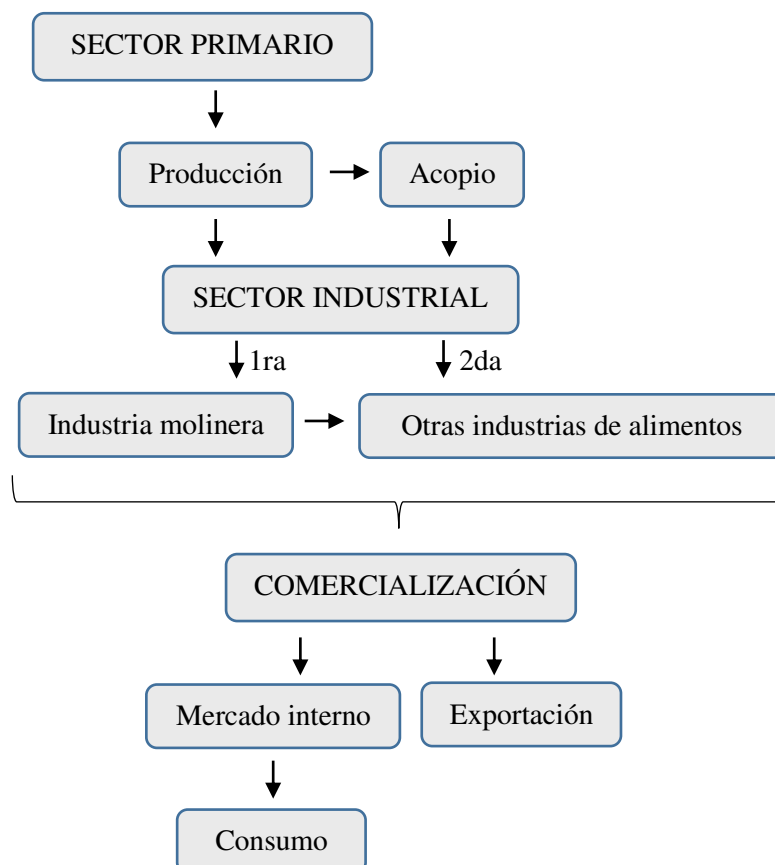 SECTOR PRIMARIO
Producción
Acopio
SECTOR INDUSTRIAL
1ra
2da
Industria molinera
Otras industrias de alimentos
COMERCIALIZACIÓN
Mercado interno
Exportación
Consumo